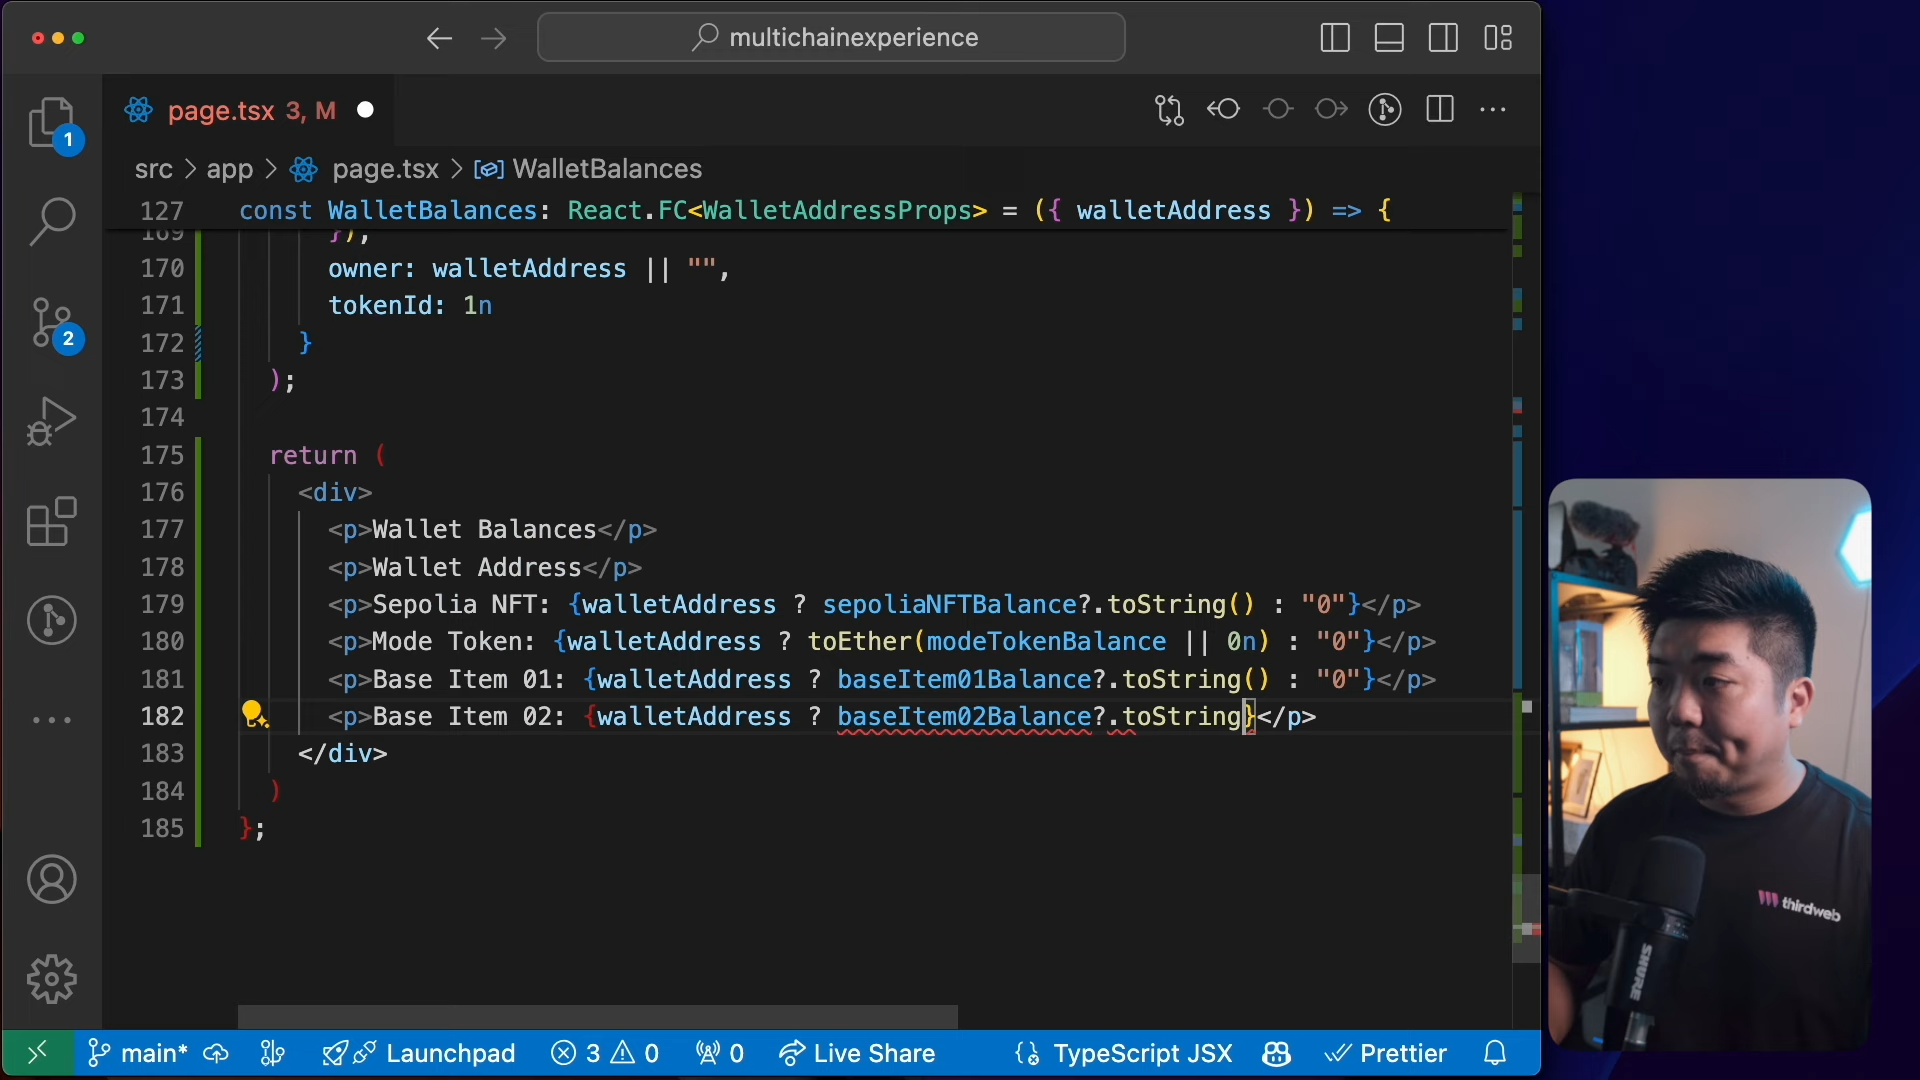 multichainexperience
page.tsx 3, M
src > app > page.tsx > WalletBalances
127 const WalletBalances: React.FC<WalletAddressProps> = ({ walletAddress }) => {
169 }),
170 owner: walletAddress || "",
171 tokenId: 1n
172 }
173 );
174
175 return (
176 <div>
177 <p>Wallet Balances</p>
178 <p>Wallet Address</p>
179 <p>Sepolia NFT: {walletAddress ? sepoliaNFTBalance?.toString() : "0"}</p>
180 <p>Mode Token: {walletAddress ? toEther(modeTokenBalance || 0n) : "0"}</p>
181 <p>Base Item 01: {walletAddress ? baseItem01Balance?.toString() : "0"}</p>
182 <p>Base Item 02: {walletAddress ? baseItem02Balance?.toString}</p>
183 </div>
184 )
185 };
1
2
main* Launchpad 3 0 0 Live Share TypeScript JSX Prettier
thirdweb
SHURE